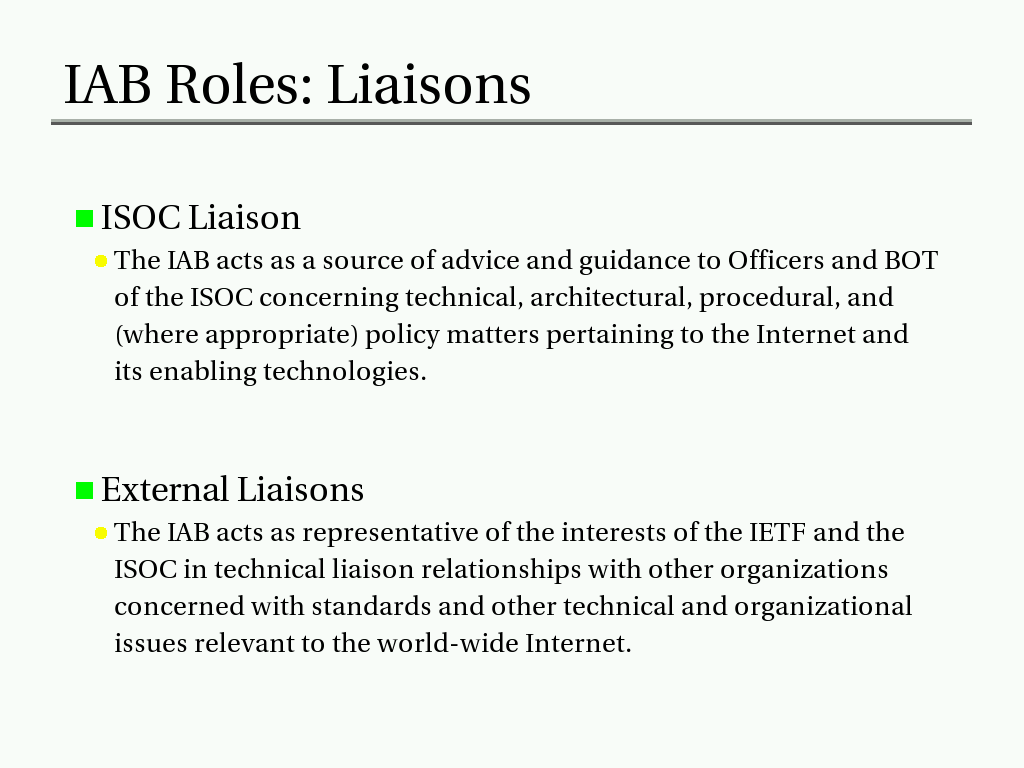 IAB Roles: Liaisons
ISOC Liaison
The IAB acts as a source of advice and guidance to Officers and BOT
of the ISOC concerning technical, architectural, procedural, and
(where appropriate) policy matters pertaining to the Internet and
its enabling technologies.
External Liaisons
The IAB acts as representative of the interests of the IETF and the
ISOC in technical liaison relationships with other organizations
concerned with standards and other technical and organizational
issues relevant to the world-wide Internet.